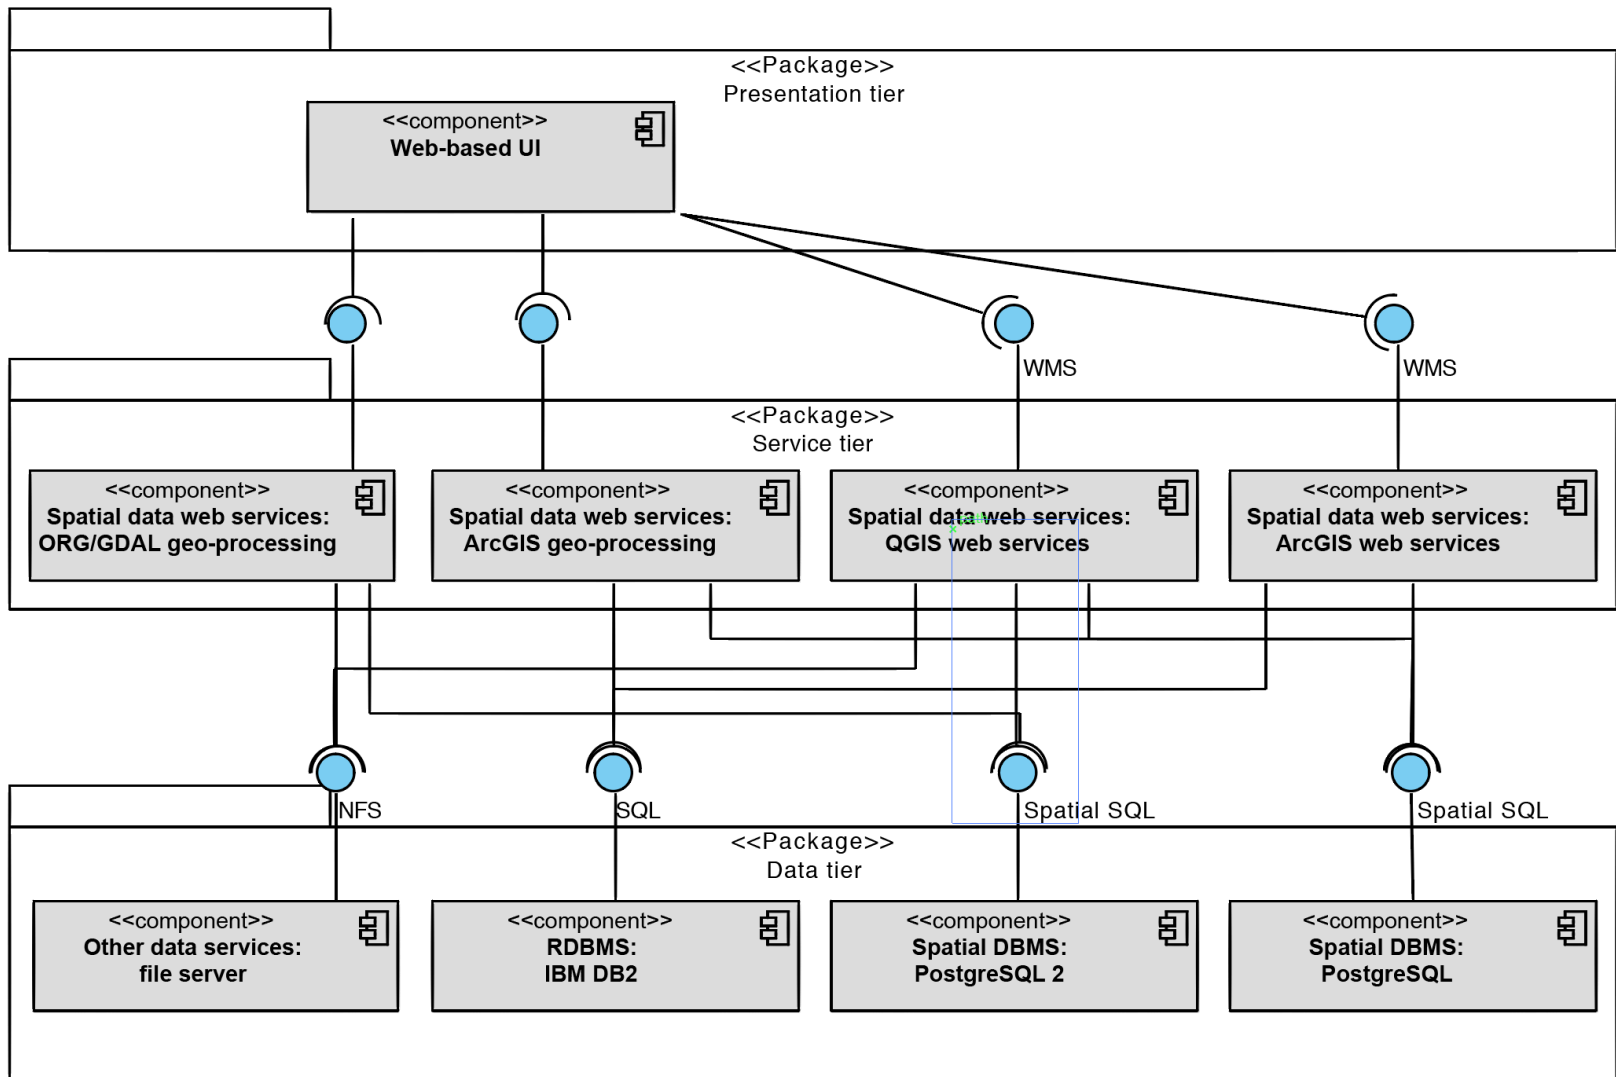 <<Package>>
Presentation tier
<<component>>
Web-based UI
WMS
WMS
<<Package>>
Service tier
<<component>>
Spatial data web services:
ORG/GDAL geo-processing
<<component>>
Spatial data web services:
ArcGIS geo-processing
<<component>>
Spatial data web services:
QGIS web services
<<component>>
Spatial data web services:
ArcGIS web services
NFS
SQL
Spatial SQL
Spatial SQL
<<Package>>
Data tier
<<component>>
Other data services:
file server
<<component>>
RDBMS:
IBM DB2
<<component>>
Spatial DBMS:
PostgreSQL 2
<<component>>
Spatial DBMS:
PostgreSQL